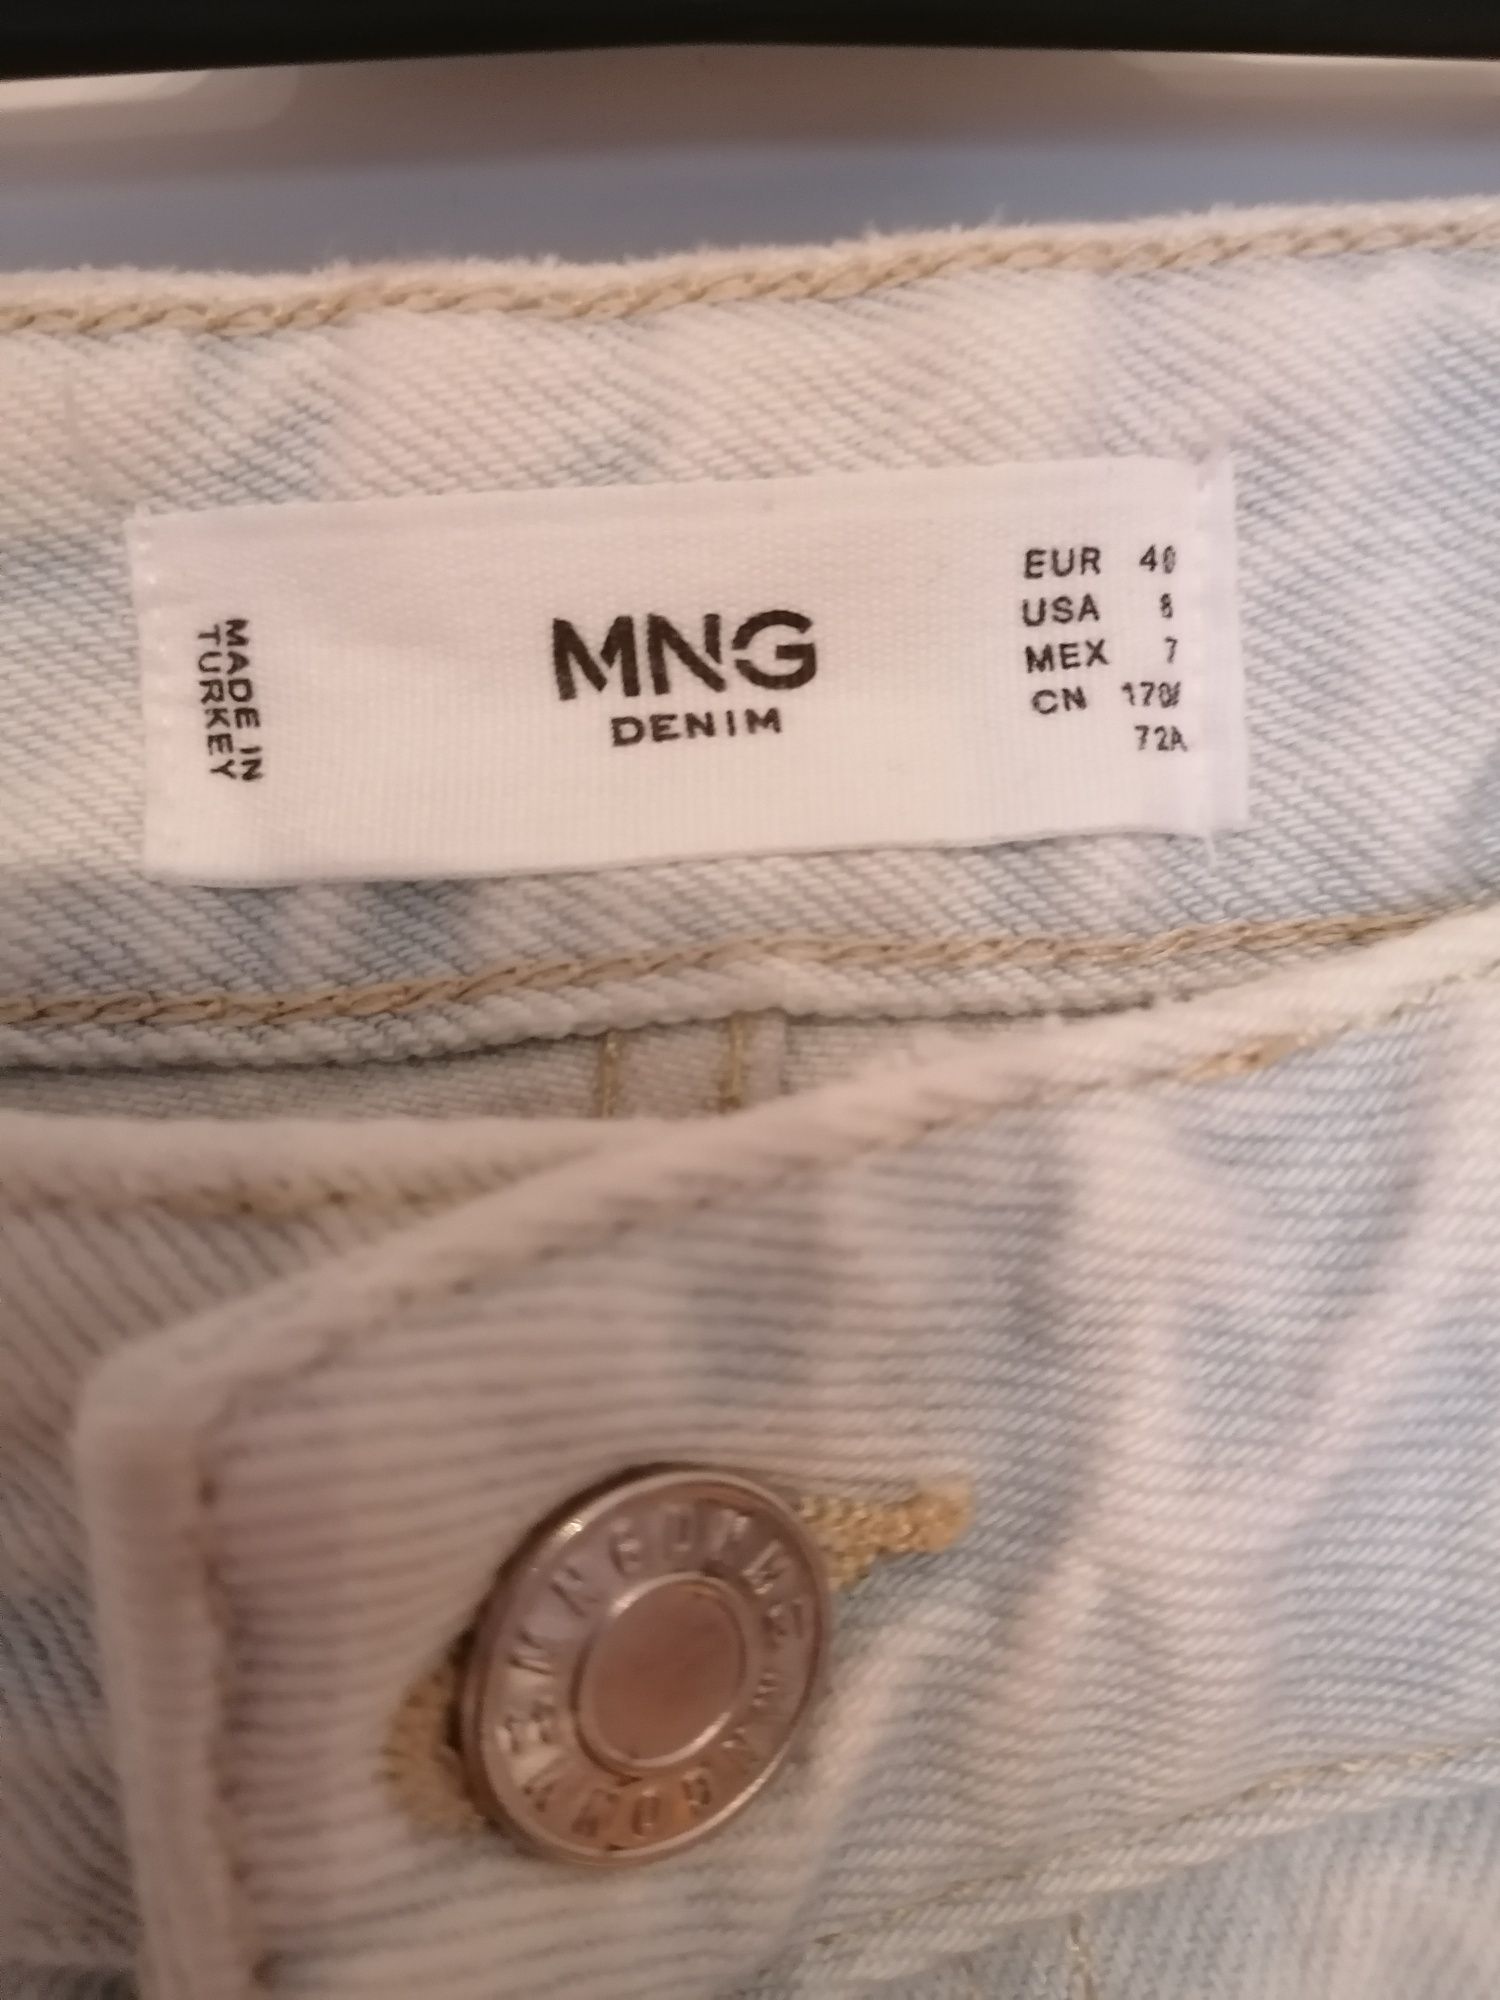 MADE IN
TURKEY
MNG
DENIM
EUR 40
USA 8
MEX 7
CN 170/
72A